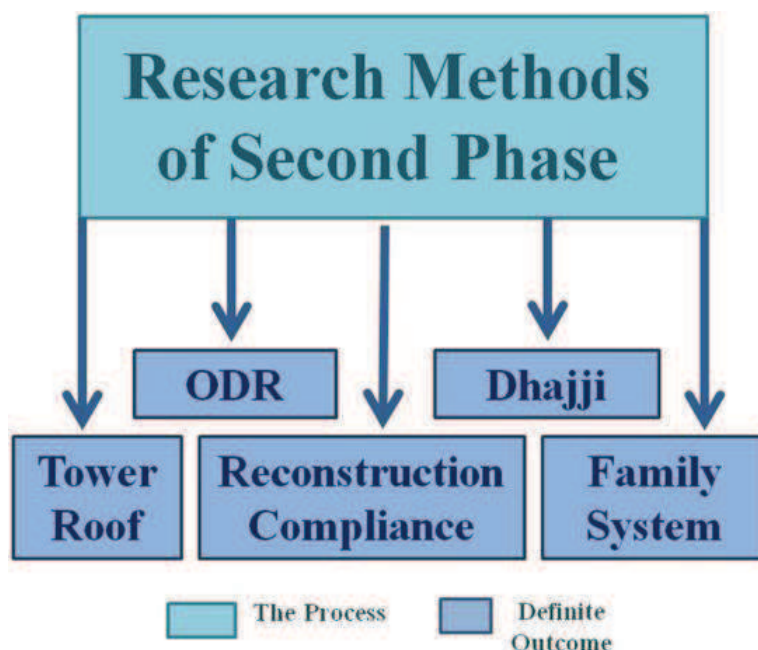 Research Methods
of Second Phase
ODR
Dhajji
Tower
Roof
Reconstruction
Compliance
Family
System
The Process
Definite
Outcome